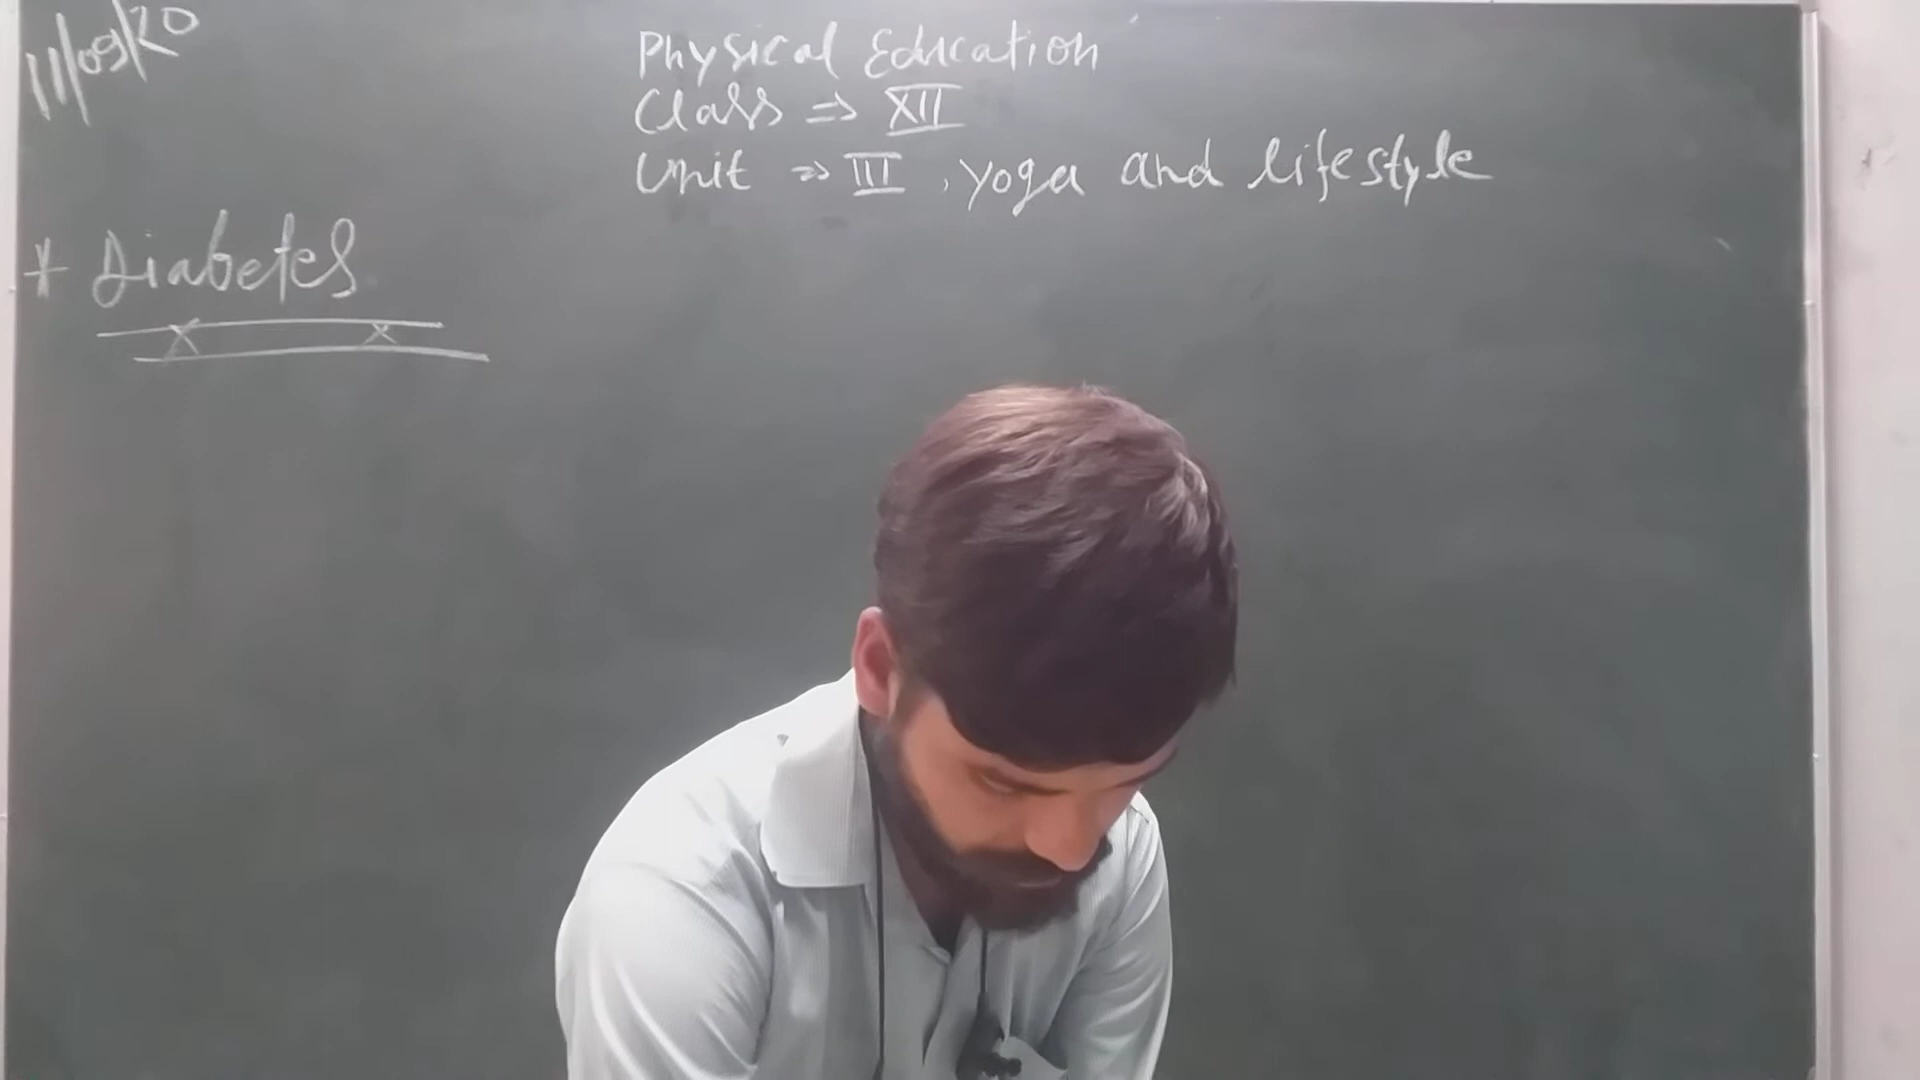 11/09/20
Physical Education
Class ⇒ XII
Unit ⇒ III, yoga and lifestyle
* Diabetes